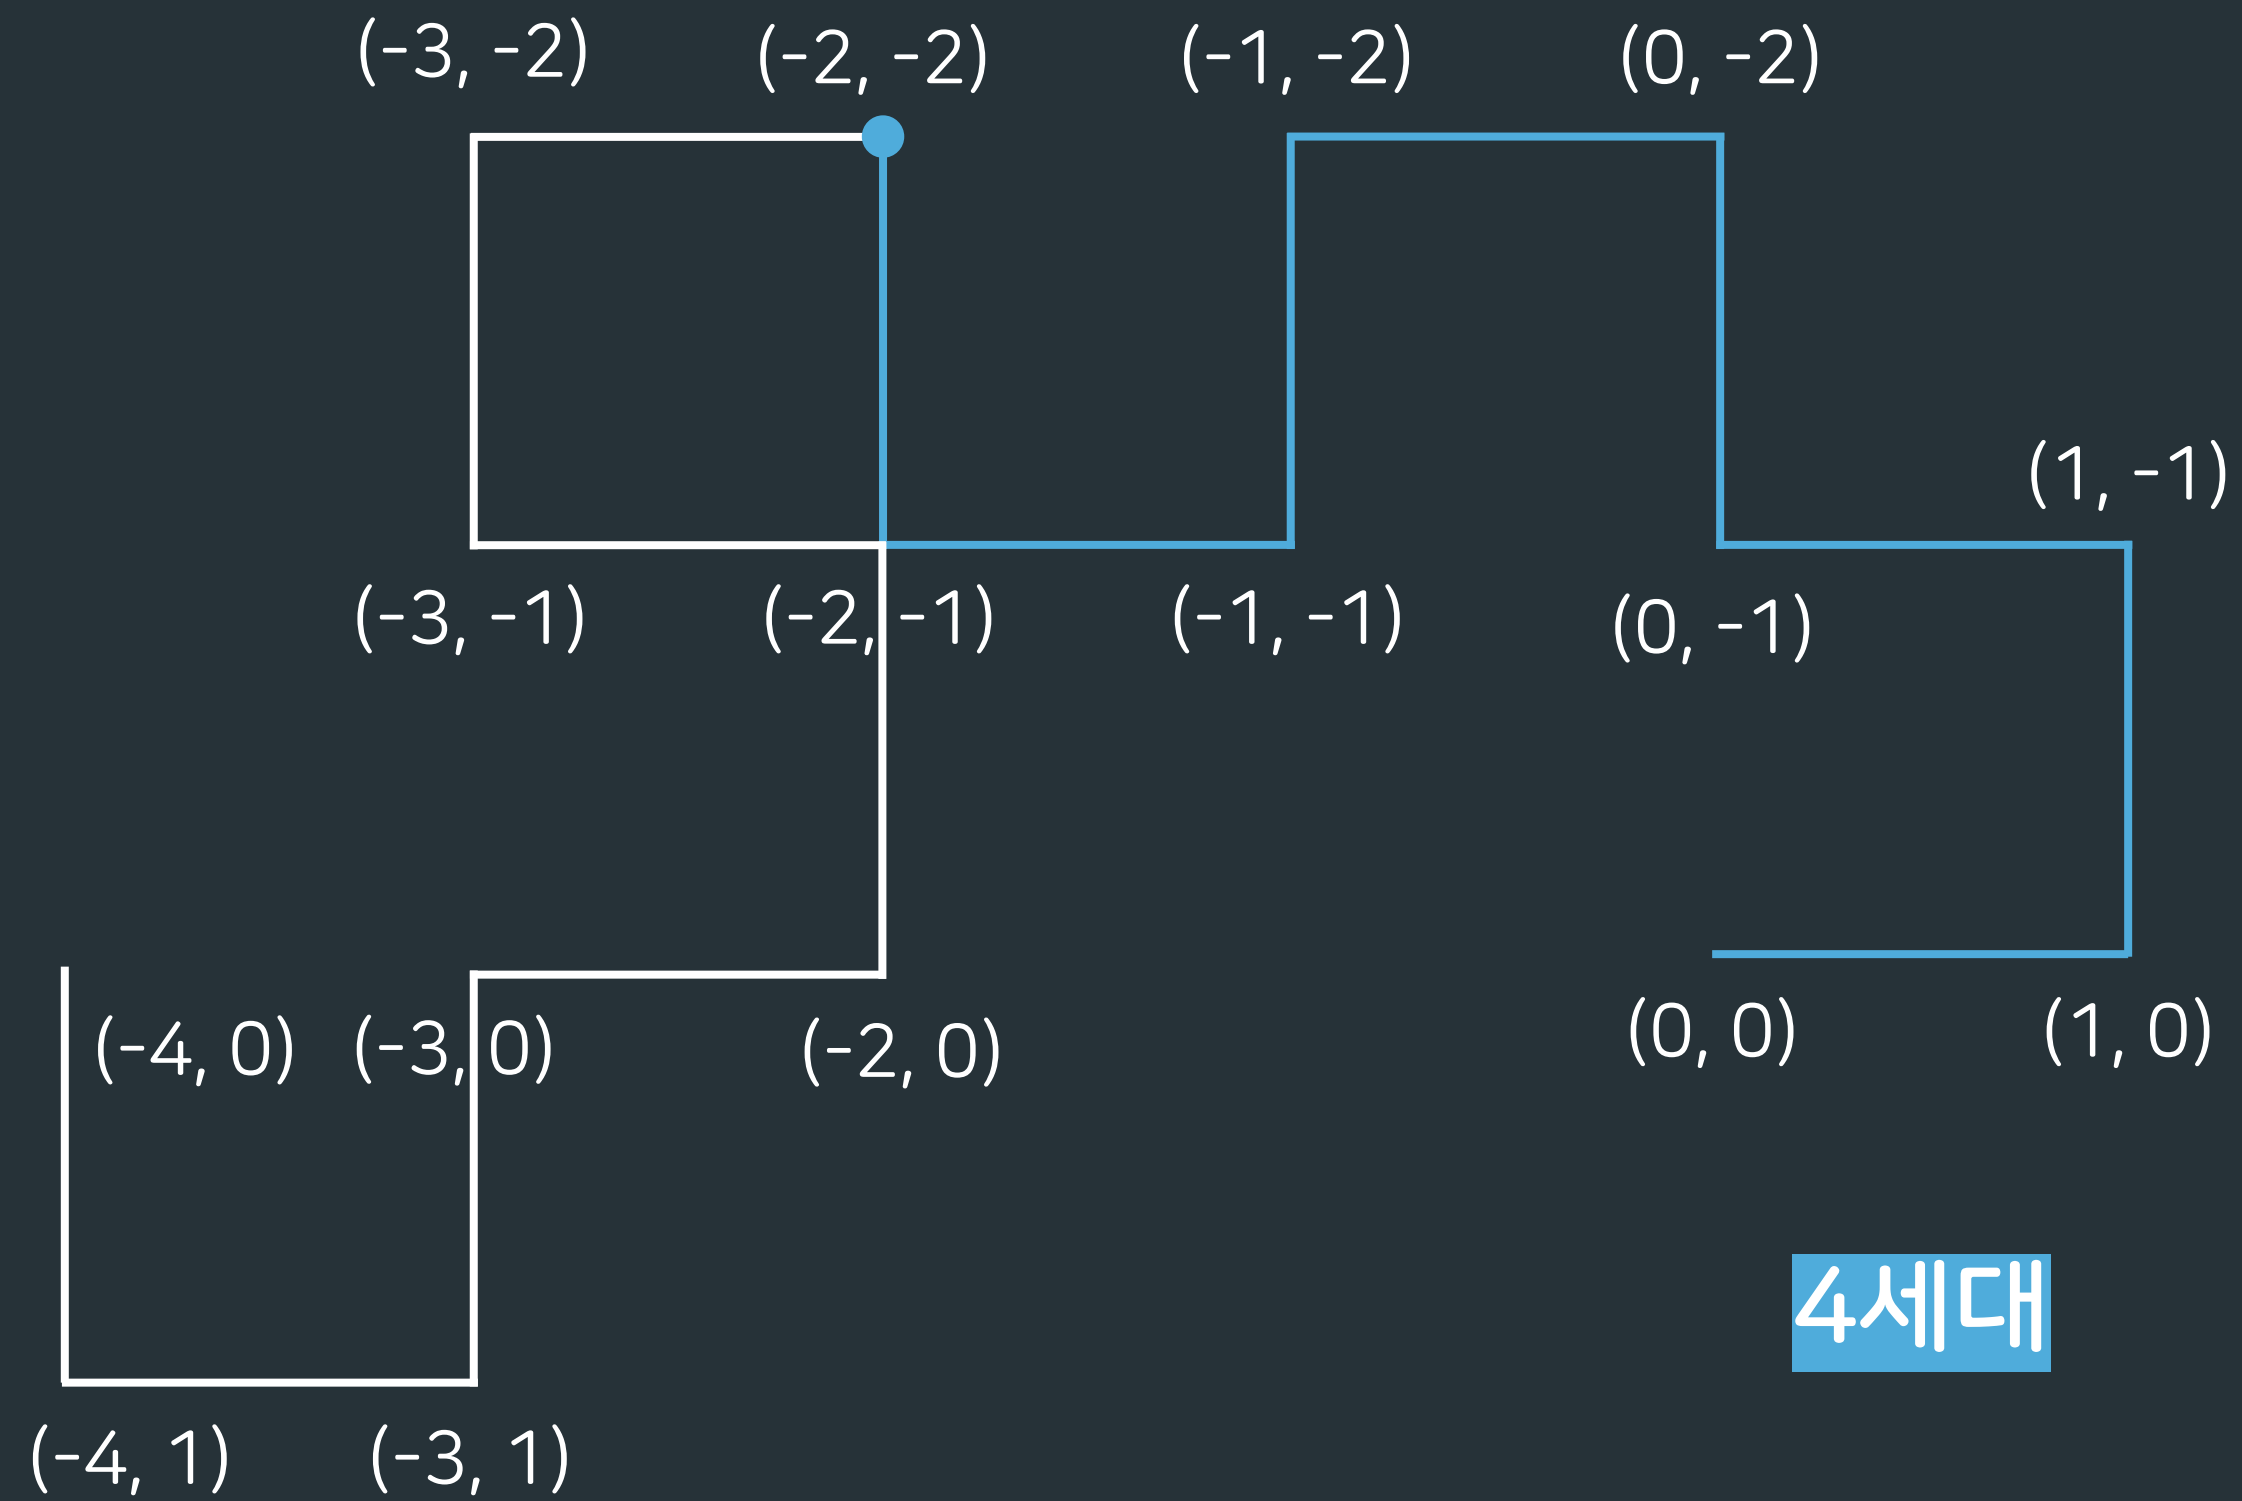 (-3, -2) (-2, -2) (-1, -2) (0, -2)
(1, -1)
(-3, -1) (-2, -1) (-1, -1) (0, -1)
(-4, 0) (-3, 0) (-2, 0) (0, 0) (1, 0)
4세대
(-4, 1) (-3, 1)